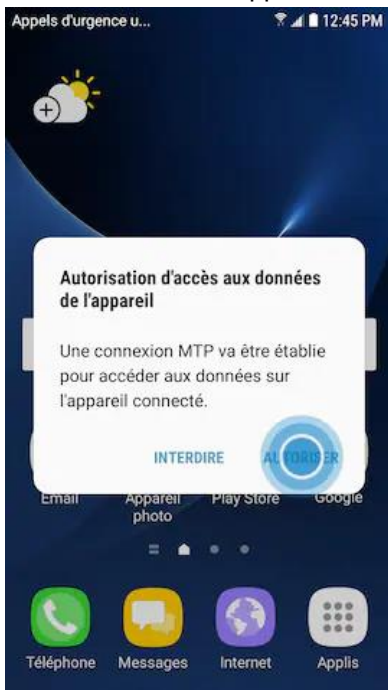 Appels d'urgence u... 12:45 PM
Autorisation d'accès aux données
de l'appareil
Une connexion MTP va être établie
pour accéder aux données sur
l'appareil connecté.
INTERDIRE AUTORISER
Email Appareil Play Store Google
photo
Téléphone Messages Internet Applis